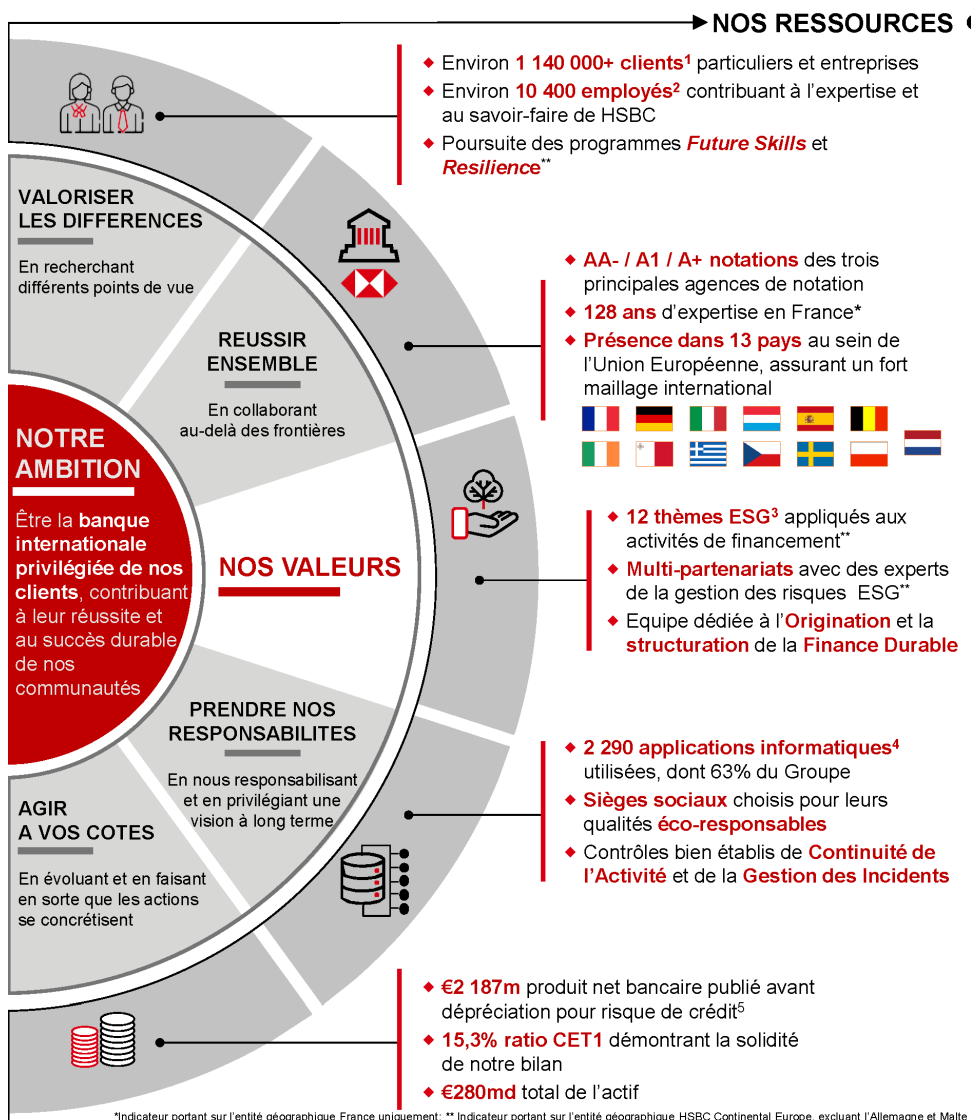 NOS RESSOURCES
◆ Environ 1 140 000+ clients¹ particuliers et entreprises
◆ Environ 10 400 employés² contribuant à l'expertise et
au savoir-faire de HSBC
◆ Poursuite des programmes Future Skills et
Resilience**
VALORISER
LES DIFFERENCES
En recherchant
différents points de vue
◆ AA- / A1 / A+ notations des trois
principales agences de notation
◆ 128 ans d'expertise en France*
◆ Présence dans 13 pays au sein de
l'Union Européenne, assurant un fort
maillage international
REUSSIR
ENSEMBLE
En collaborant
au-delà des frontières
NOTRE
AMBITION
Être la banque
internationale
privilégiée de nos
clients, contribuant
à leur réussite et
au succès durable
de nos
communautés
NOS VALEURS
◆ 12 thèmes ESG³ appliqués aux
activités de financement**
◆ Multi-partenariats avec des experts
de la gestion des risques ESG**
◆ Equipe dédiée à l'Origination et la
structuration de la Finance Durable
PRENDRE NOS
RESPONSABILITES
En nous responsabilisant
et en privilégiant une
vision à long terme
◆ 2 290 applications informatiques⁴
utilisées, dont 63% du Groupe
◆ Sièges sociaux choisis pour leurs
qualités éco-responsables
◆ Contrôles bien établis de Continuité de
l'Activité et de la Gestion des Incidents
AGIR
A VOS COTES
En évoluant et en faisant
en sorte que les actions
se concrétisent
◆ €2 187m produit net bancaire publié avant
dépréciation pour risque de crédit⁵
◆ 15,3% ratio CET1 démontrant la solidité
de notre bilan
◆ €280md total de l'actif
*Indicateur portant sur l'entité géographique France uniquement; ** Indicateur portant sur l'entité géographique HSBC Continental Europe, excluant l'Allemagne et Malte